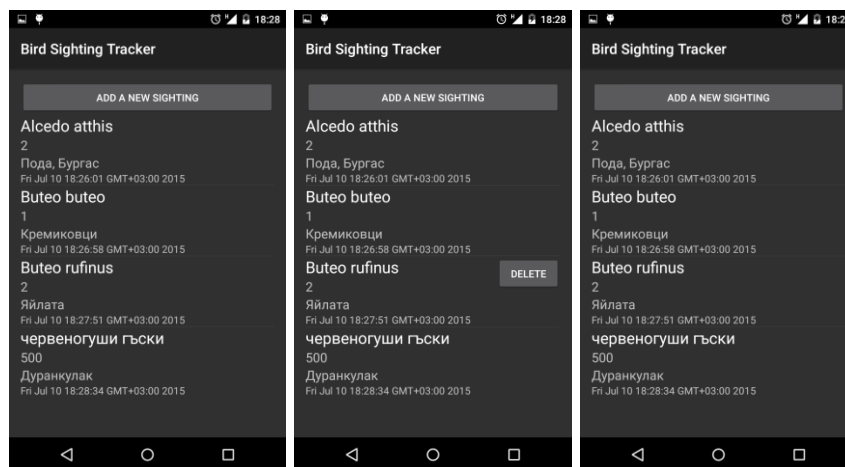 18:28
Bird Sighting Tracker
ADD A NEW SIGHTING
Alcedo atthis
2
Пода, Бургас
Fri Jul 10 18:26:01 GMT+03:00 2015
Buteo buteo
1
Кремиковци
Fri Jul 10 18:26:58 GMT+03:00 2015
Buteo rufinus
2
Яйлата
Fri Jul 10 18:27:51 GMT+03:00 2015
червеногуши гъски
500
Дуранкулак
Fri Jul 10 18:28:34 GMT+03:00 2015
H 18:28
Bird Sighting Tracker
ADD A NEW SIGHTING
Alcedo atthis
2
Пода, Бургас
Fri Jul 10 18:26:01 GMT+03:00 2015
Buteo buteo
1
Кремиковци
Fri Jul 10 18:26:58 GMT+03:00 2015
Buteo rufinus
DELETE
2
Яйлата
Fri Jul 10 18:27:51 GMT+03:00 2015
червеногуши гъски
500
Дуранкулак
Fri Jul 10 18:28:34 GMT+03:00 2015
H 18:2
Bird Sighting Tracker
ADD A NEW SIGHTING
Alcedo atthis
2
Пода, Бургас
Fri Jul 10 18:26:01 GMT+03:00 2015
Buteo buteo
1
Кремиковци
Fri Jul 10 18:26:58 GMT+03:00 2015
Buteo rufinus
2
Яйлата
Fri Jul 10 18:27:51 GMT+03:00 2015
червеногуши гъски
500
Дуранкулак
Fri Jul 10 18:28:34 GMT+03:00 2015